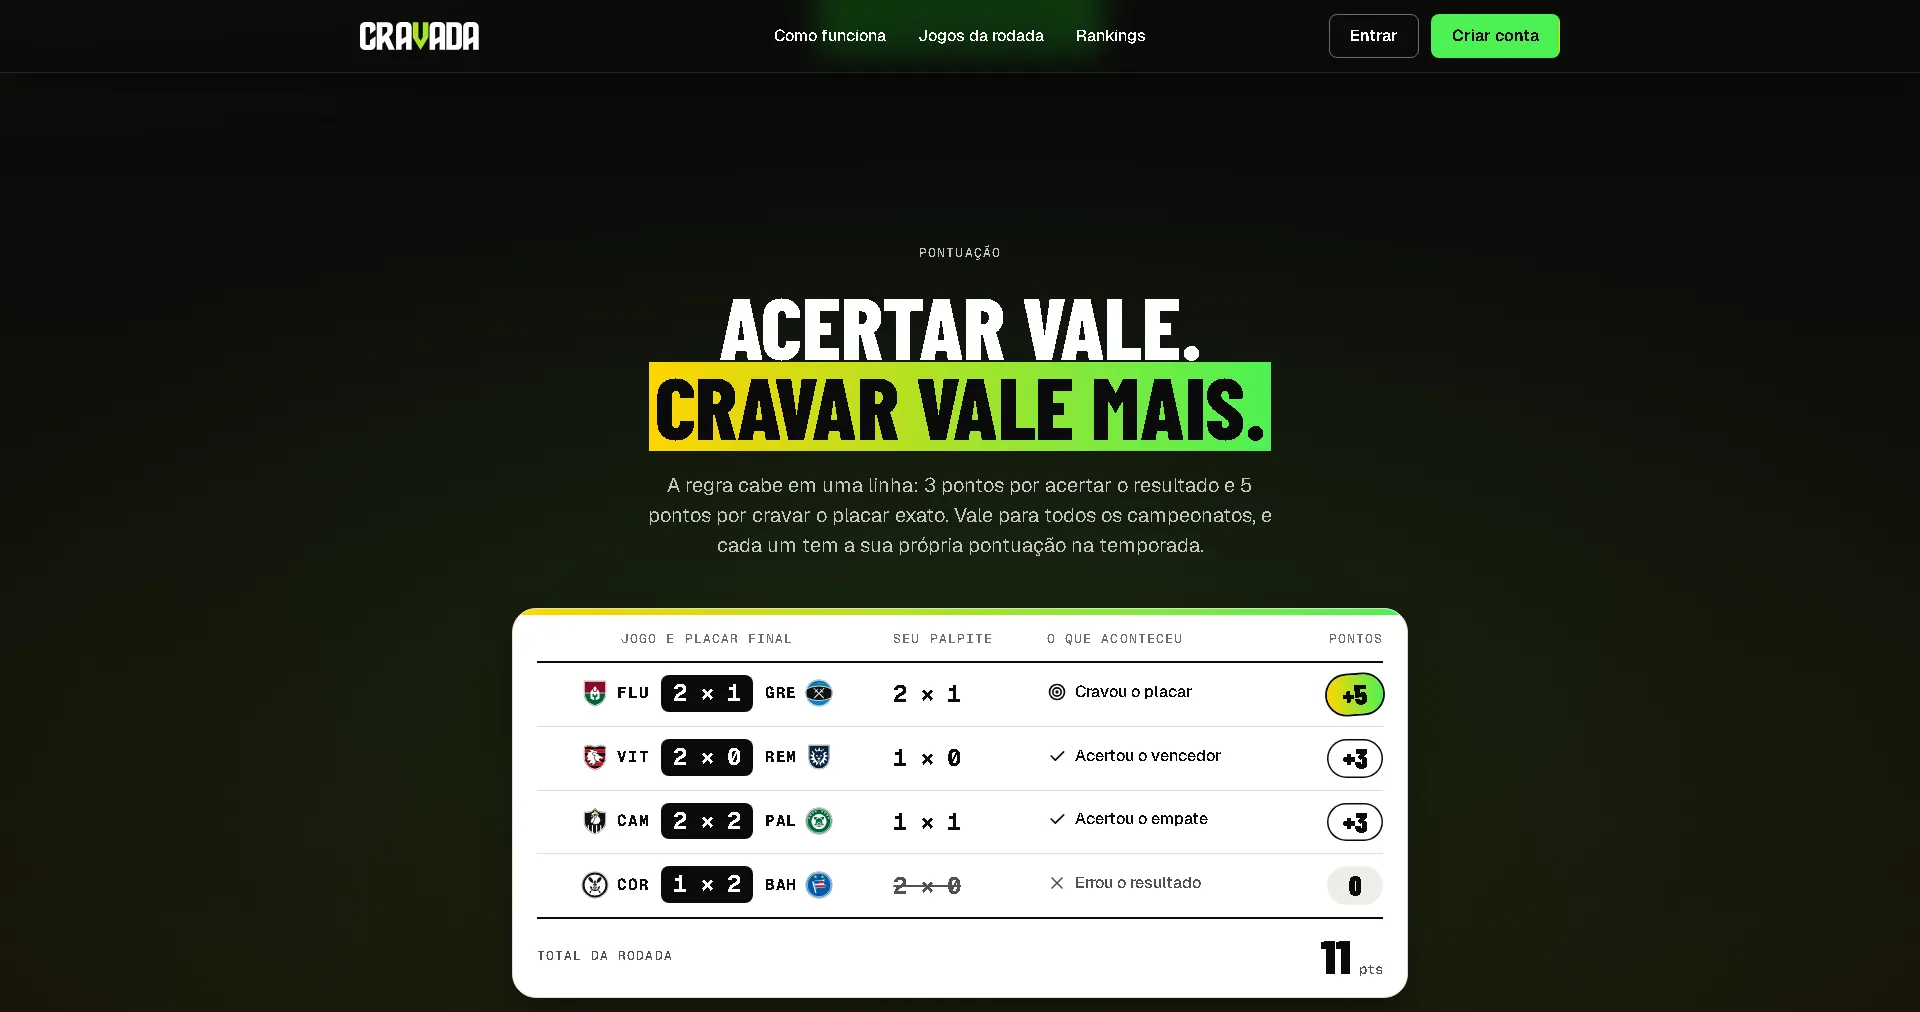 CRAVADA
Como funciona
Jogos da rodada
Rankings
Entrar
Criar conta
PONTUAÇÃO
ACERTAR VALE.
CRAVAR VALE MAIS.
A regra cabe em uma linha: 3 pontos por acertar o resultado e 5
pontos por cravar o placar exato. Vale para todos os campeonatos, e
cada um tem a sua própria pontuação na temporada.
JOGO E PLACAR FINAL SEU PALPITE O QUE ACONTECEU PONTOS
FLU 2 × 1 GRE 2 × 1 Cravou o placar +5
VIT 2 × 0 REM 1 × 0 Acertou o vencedor +3
CAM 2 × 2 PAL 1 × 1 Acertou o empate +3
COR 1 × 2 BAH 2 × 0 Errou o resultado 0
TOTAL DA RODADA 11 pts